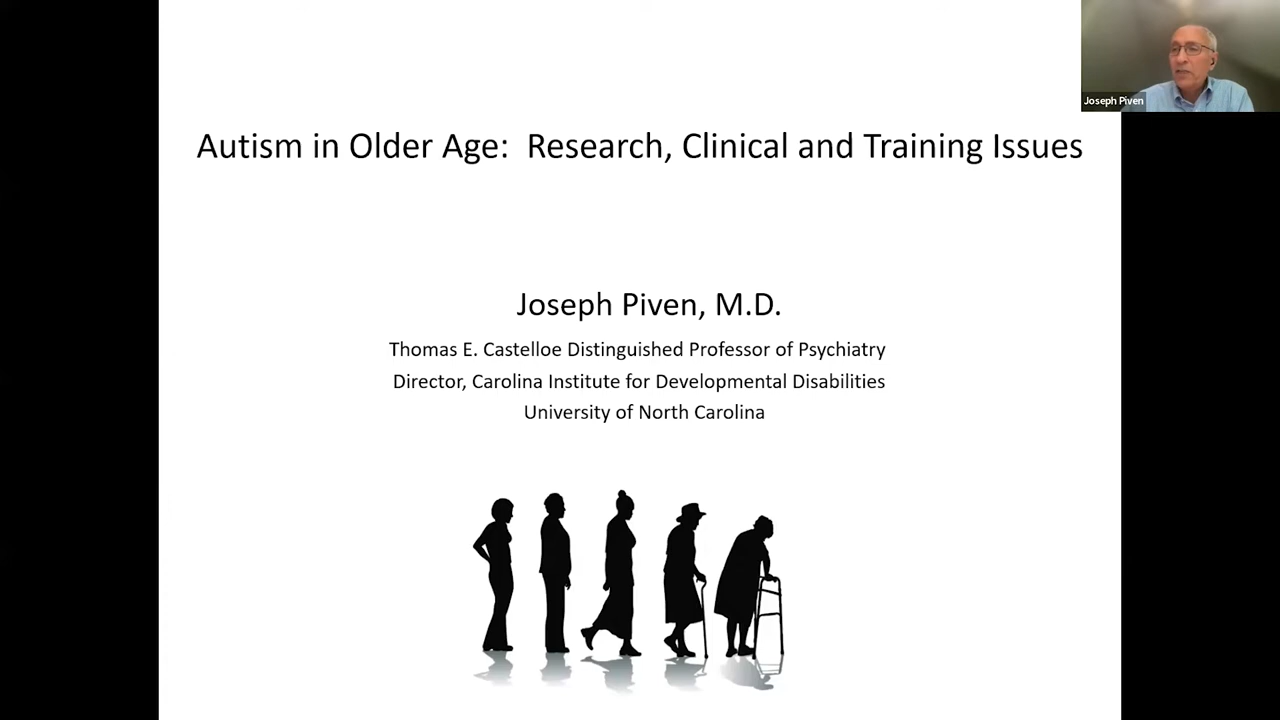 Joseph Piven
Autism in Older Age: Research, Clinical and Training Issues
Joseph Piven, M.D.
Thomas E. Castelloe Distinguished Professor of Psychiatry
Director, Carolina Institute for Developmental Disabilities
University of North Carolina